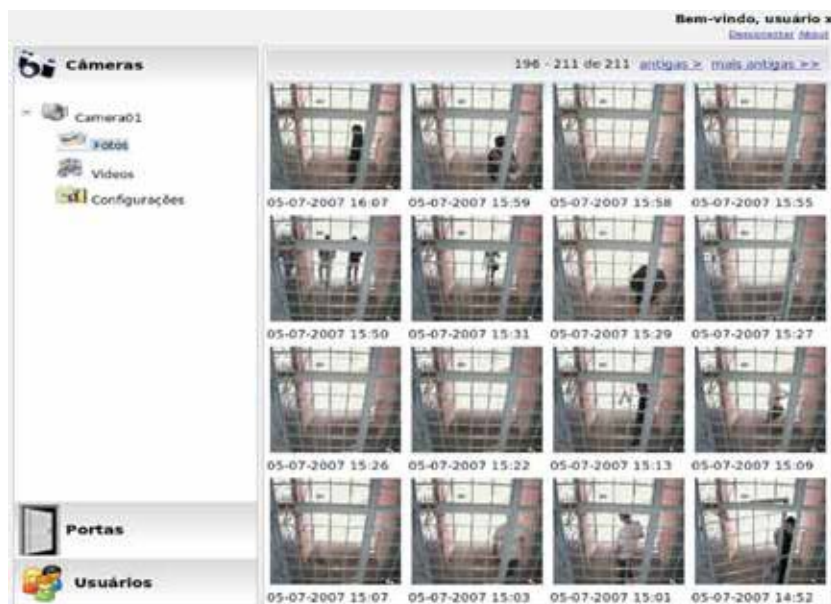 Bem-vindo, usuário x
Desconectar About
Câmeras
196 - 211 de 211 antigas > mais antigas >>
Camera01
Fotos
Videos
Configurações
05-07-2007 16:07 05-07-2007 15:59 05-07-2007 15:58 05-07-2007 15:55
05-07-2007 15:50 05-07-2007 15:31 05-07-2007 15:29 05-07-2007 15:27
05-07-2007 15:26 05-07-2007 15:22 05-07-2007 15:13 05-07-2007 15:09
Portas
Usuários
05-07-2007 15:07 05-07-2007 15:03 05-07-2007 15:01 05-07-2007 14:52